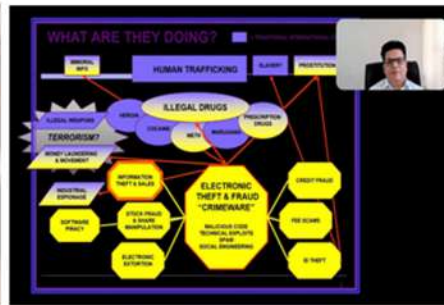 WHAT ARE THEY DOING?
HUMAN TRAFFICKING
SLAVERY
PROSTITUTION
ILLEGAL DRUGS
ILLEGAL WEAPONS
HEROIN
COCAINE
METH
MARIJUANA
PRESCRIPTION
DRUGS
TERRORISM?
MONEY LAUNDERING
& MOVEMENT
INDUSTRIAL
ESPIONAGE
INFORMATION
THEFT & SALES
CREDIT FRAUD
ELECTRONIC
THEFT & FRAUD
"CRIMEWARE"
SOFTWARE
PIRACY
STOCK FRAUD
& SHARE
MANIPULATION
MALICIOUS CODE
TECHNICAL EXPLOITS
SPAM
SOCIAL ENGINEERING
FEE SCAMS
ELECTRONIC
EXTORTION
ID THEFT